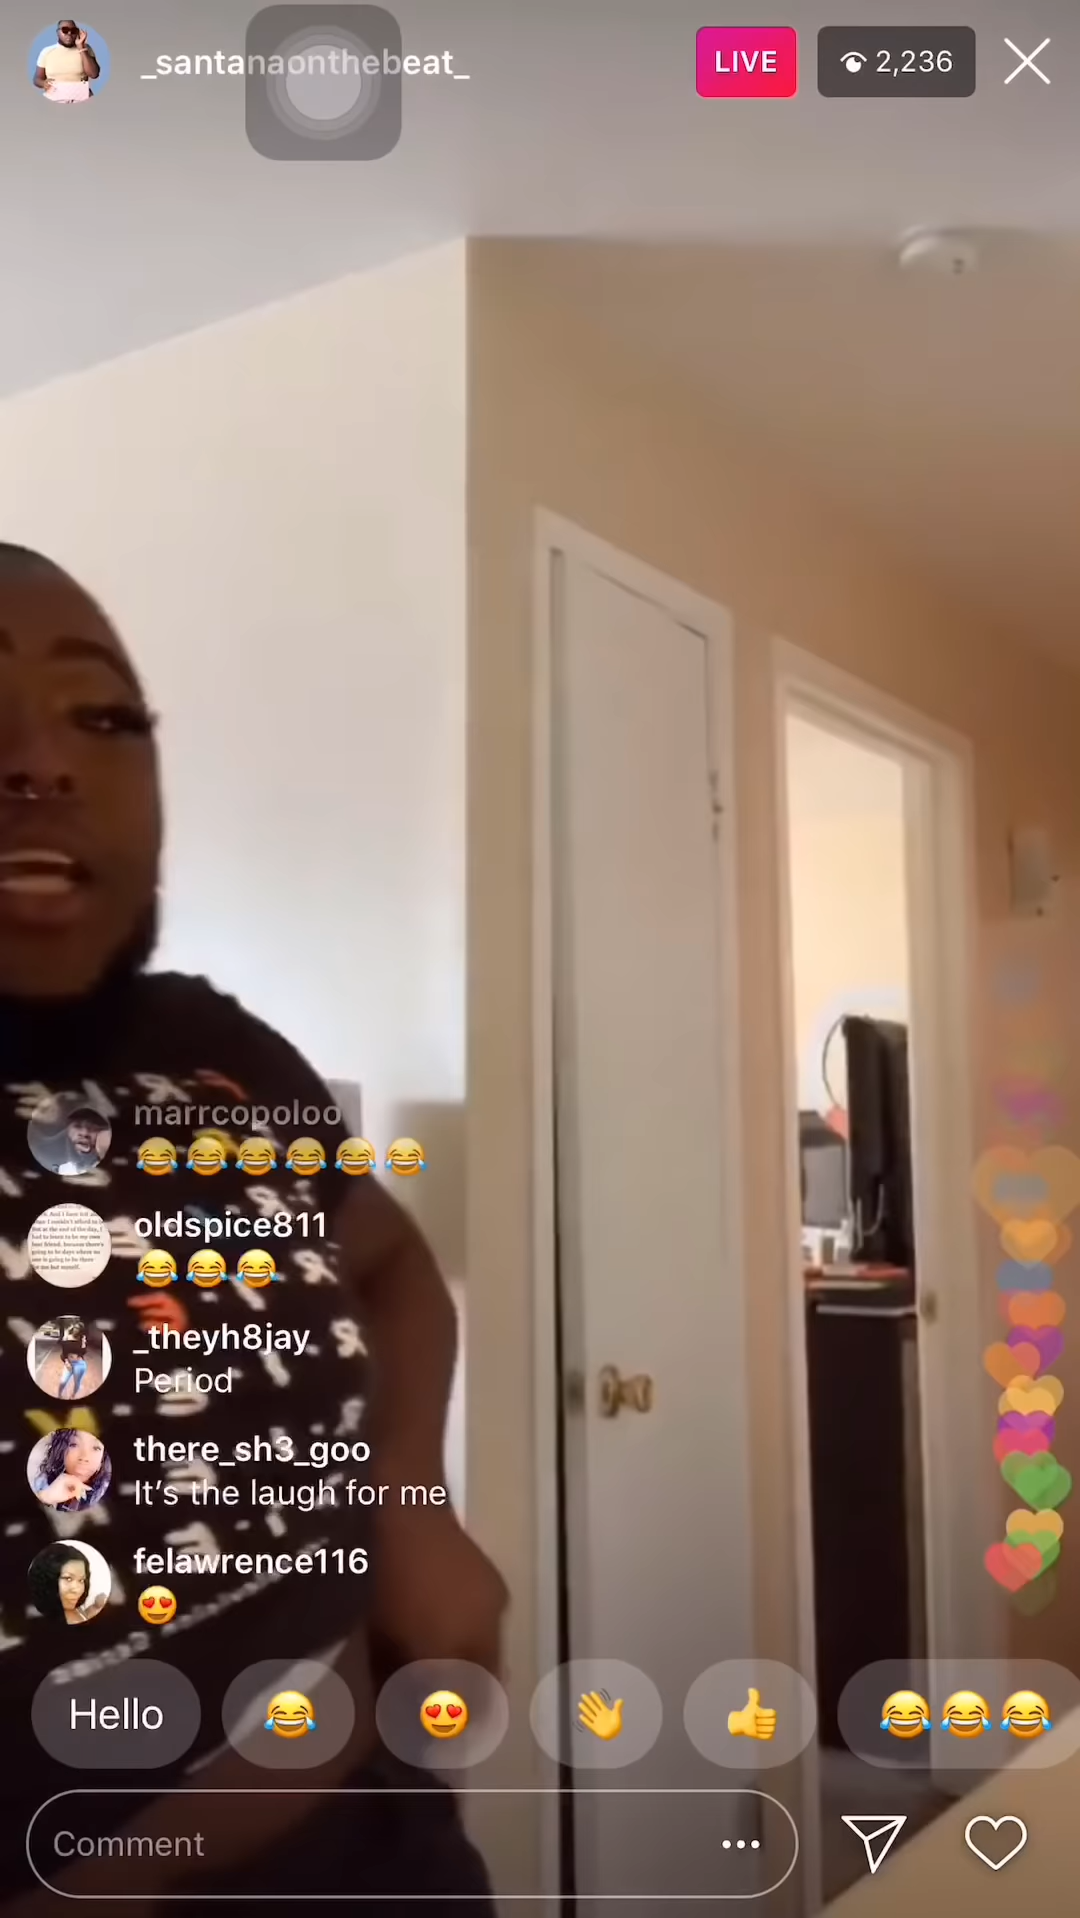 _santanaonthebeat_
LIVE
2,236
marrcopoloo
😂😂😂😂😂😂
oldspice811
😂😂😂
_theyh8jay
Period
there_sh3_goo
It's the laugh for me
felawrence116
😍
Hello
😂
😍
👋
👍
😂😂😂
Comment